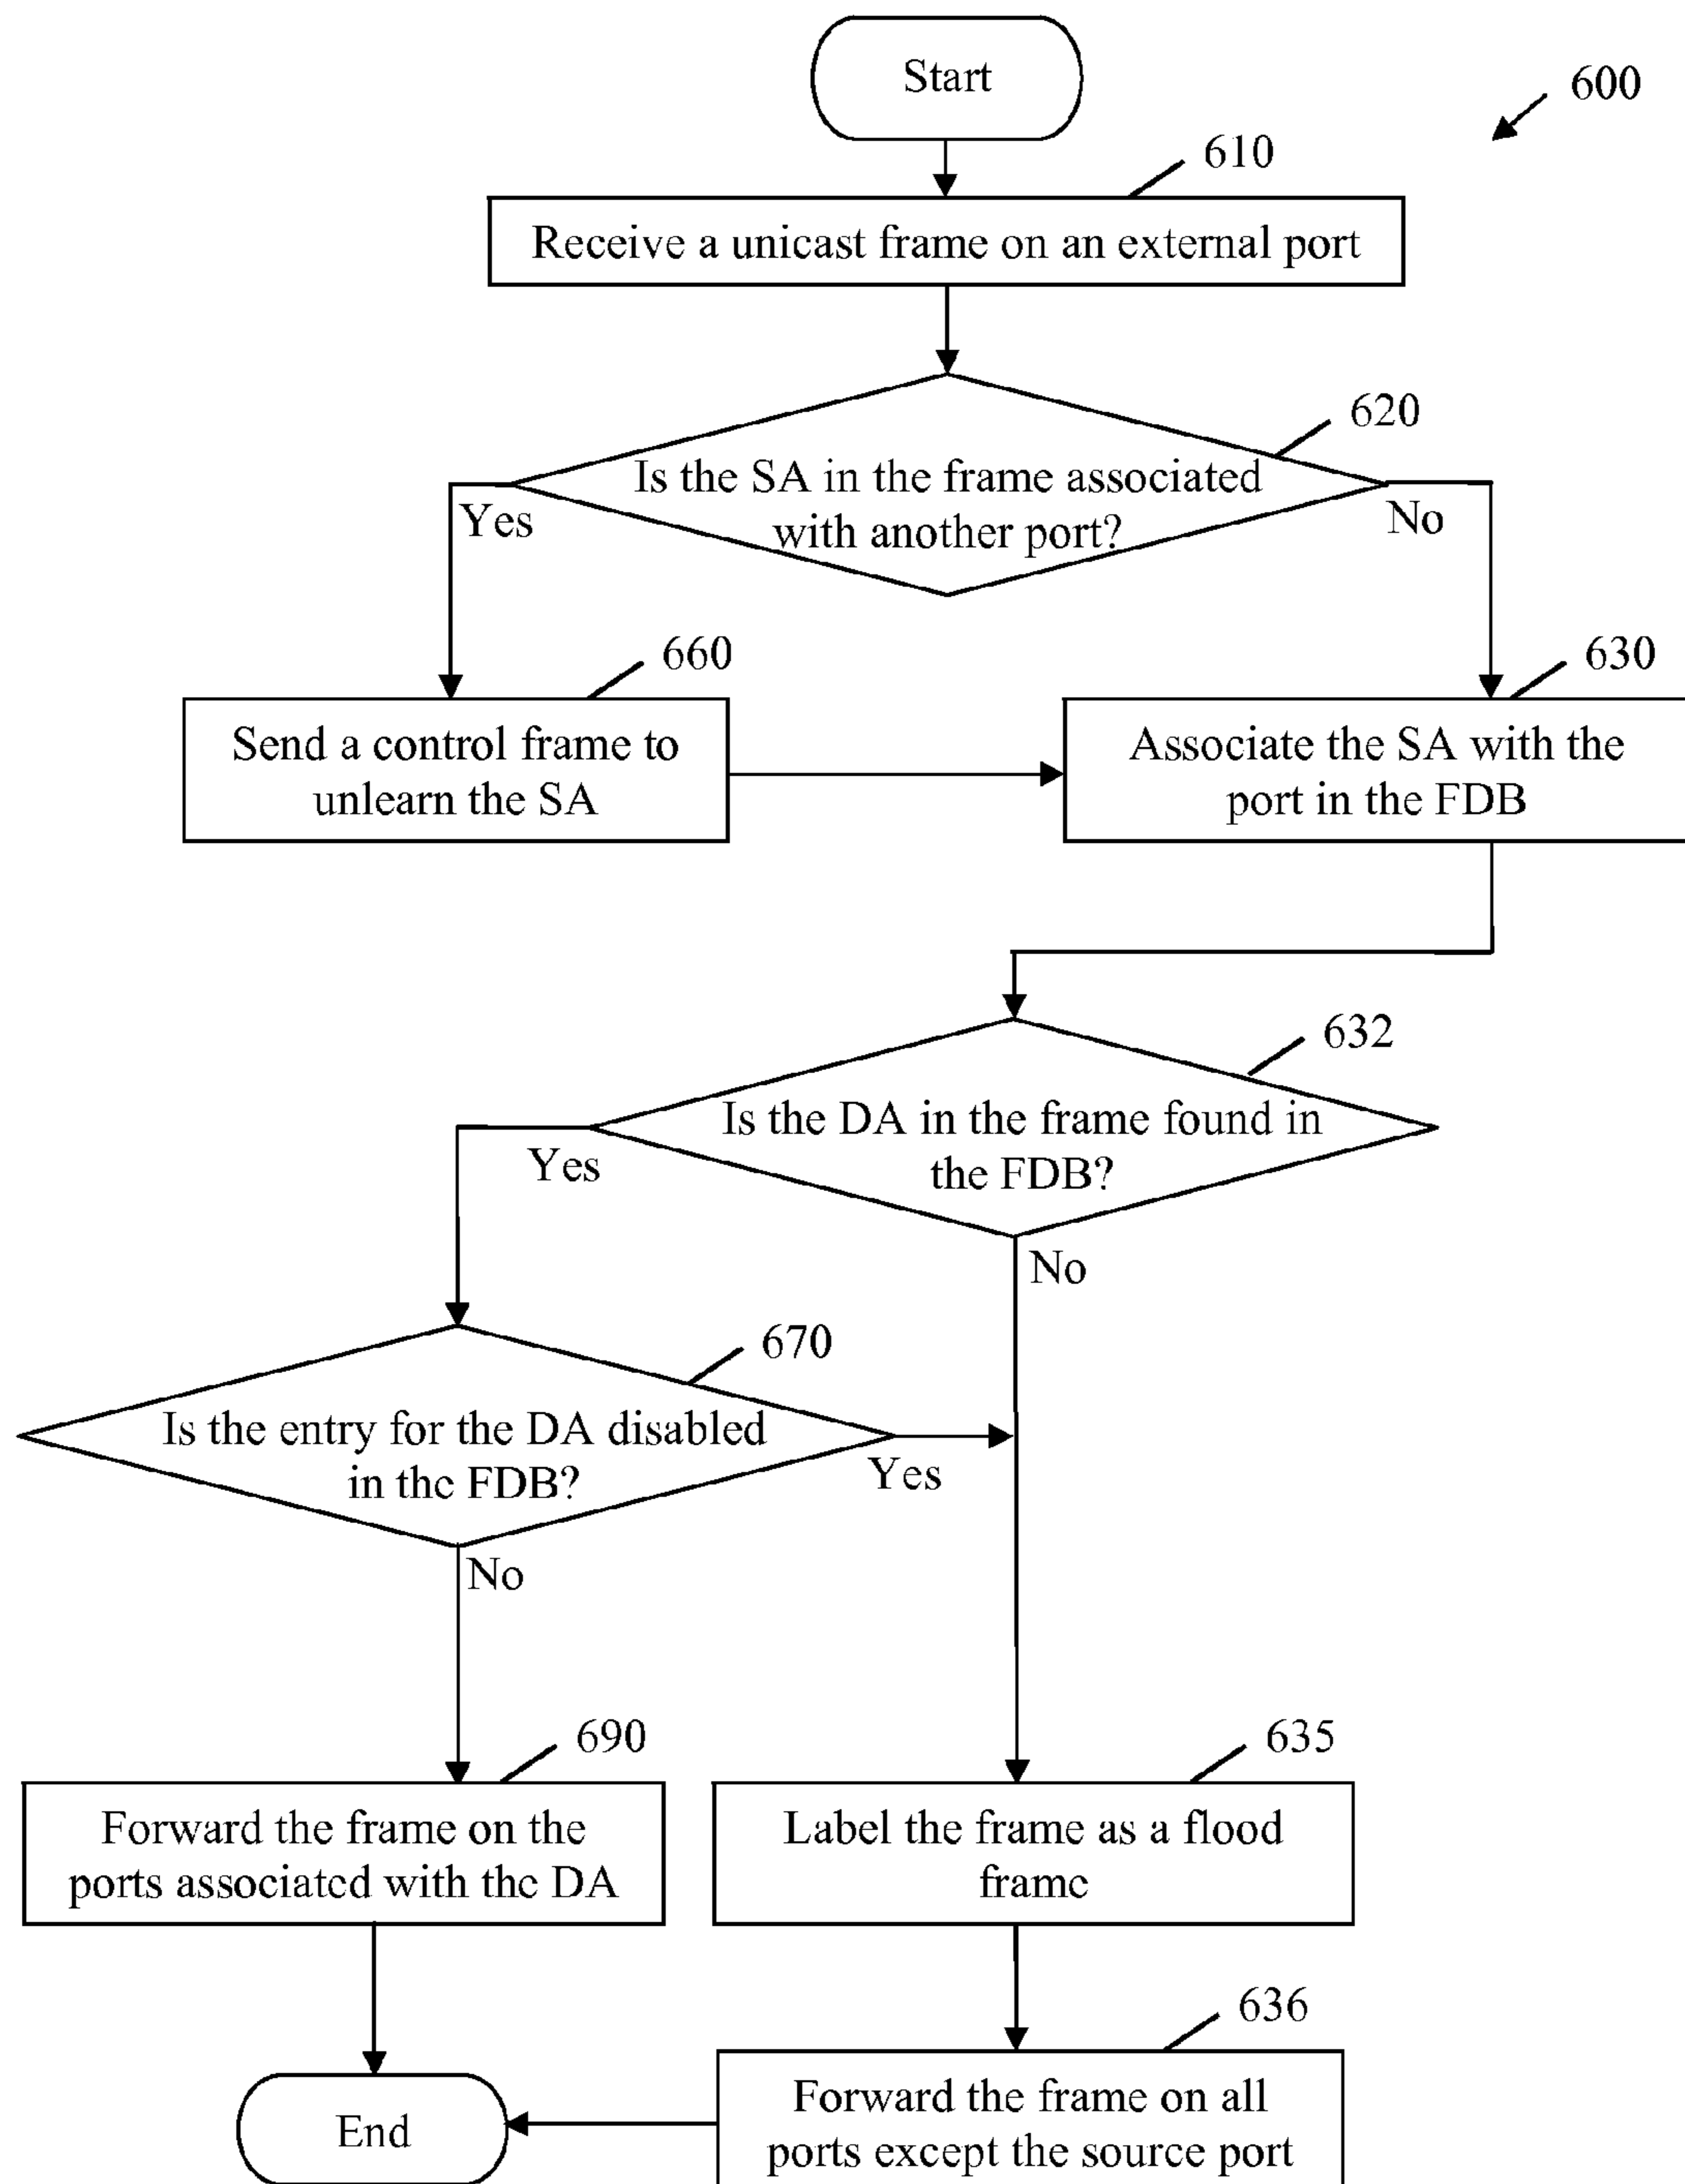 Start
600
610
Receive a unicast frame on an external port
620
Is the SA in the frame associated
with another port?
Yes
No
660
630
Send a control frame to
unlearn the SA
Associate the SA with the
port in the FDB
632
Is the DA in the frame found in
the FDB?
Yes
No
670
Is the entry for the DA disabled
in the FDB?
Yes
No
690
635
Forward the frame on the
ports associated with the DA
Label the frame as a flood
frame
636
Forward the frame on all
ports except the source port
End